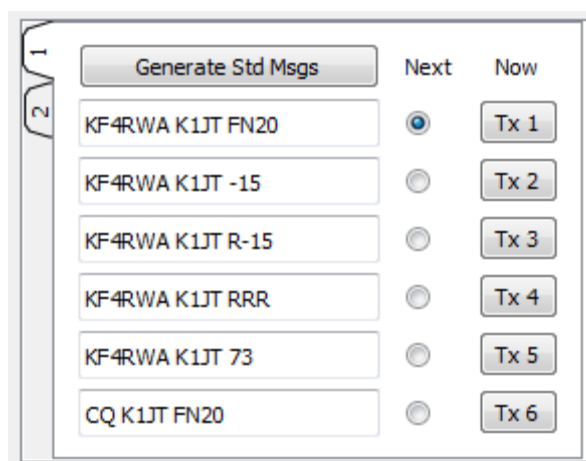 1
2
Generate Std Msgs Next Now
KF4RWA K1JT FN20 Tx 1
KF4RWA K1JT -15 Tx 2
KF4RWA K1JT R-15 Tx 3
KF4RWA K1JT RRR Tx 4
KF4RWA K1JT 73 Tx 5
CQ K1JT FN20 Tx 6